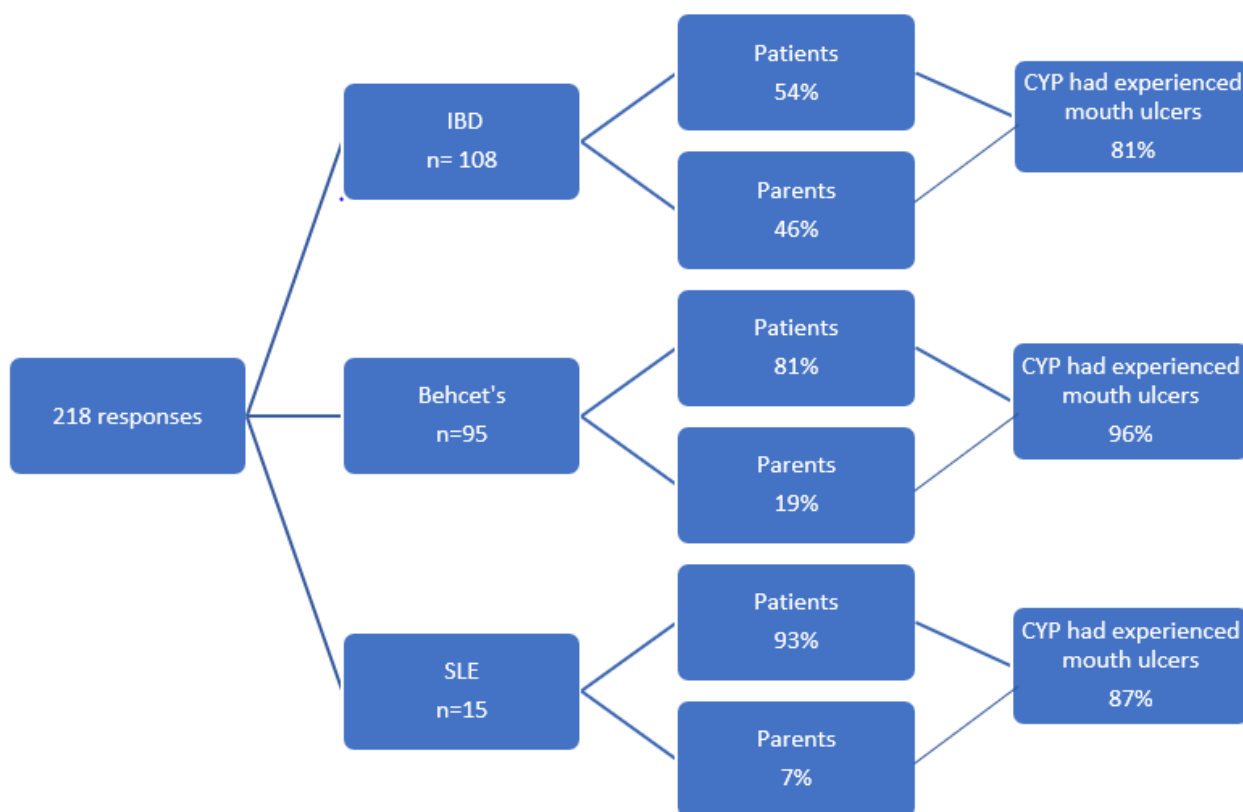 218 responses
IBD
n= 108
Patients
54%
Parents
46%
CYP had experienced
mouth ulcers
81%
Behcet's
n=95
Patients
81%
Parents
19%
CYP had experienced
mouth ulcers
96%
SLE
n=15
Patients
93%
Parents
7%
CYP had experienced
mouth ulcers
87%